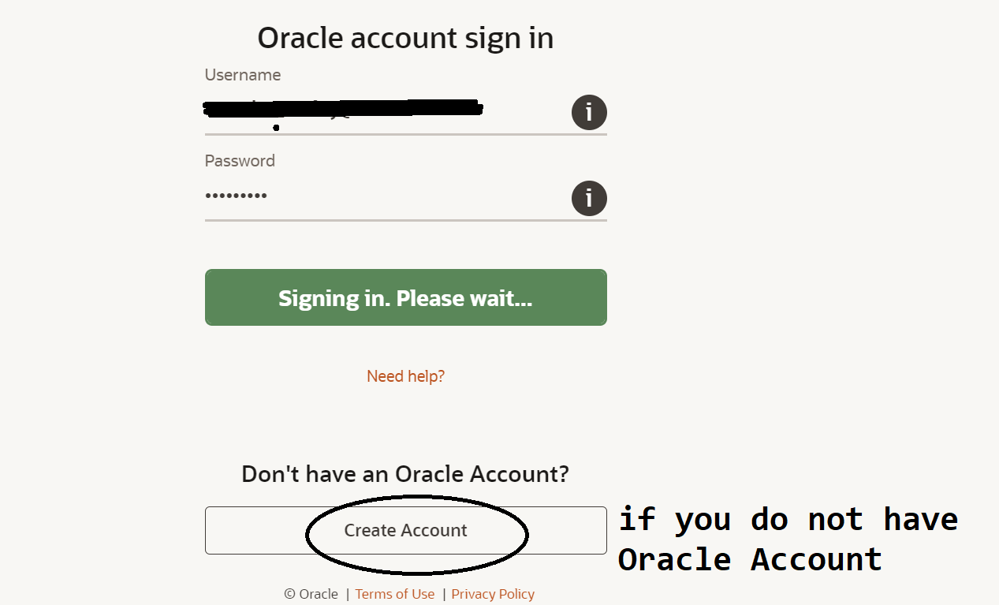 Oracle account sign in
Username
i
Password
•••••••••
i
Signing in. Please wait...
Need help?
Don't have an Oracle Account?
Create Account
if you do not have
Oracle Account
© Oracle | Terms of Use | Privacy Policy